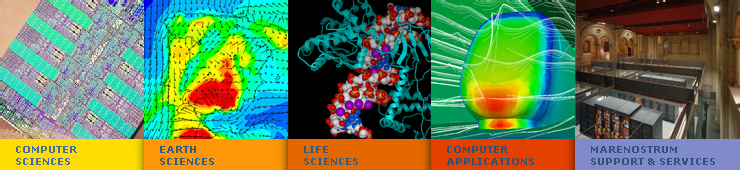 COMPUTER
SCIENCES
EARTH
SCIENCES
LIFE
SCIENCES
COMPUTER
APPLICATIONS
MARENOSTRUM
SUPPORT & SERVICES